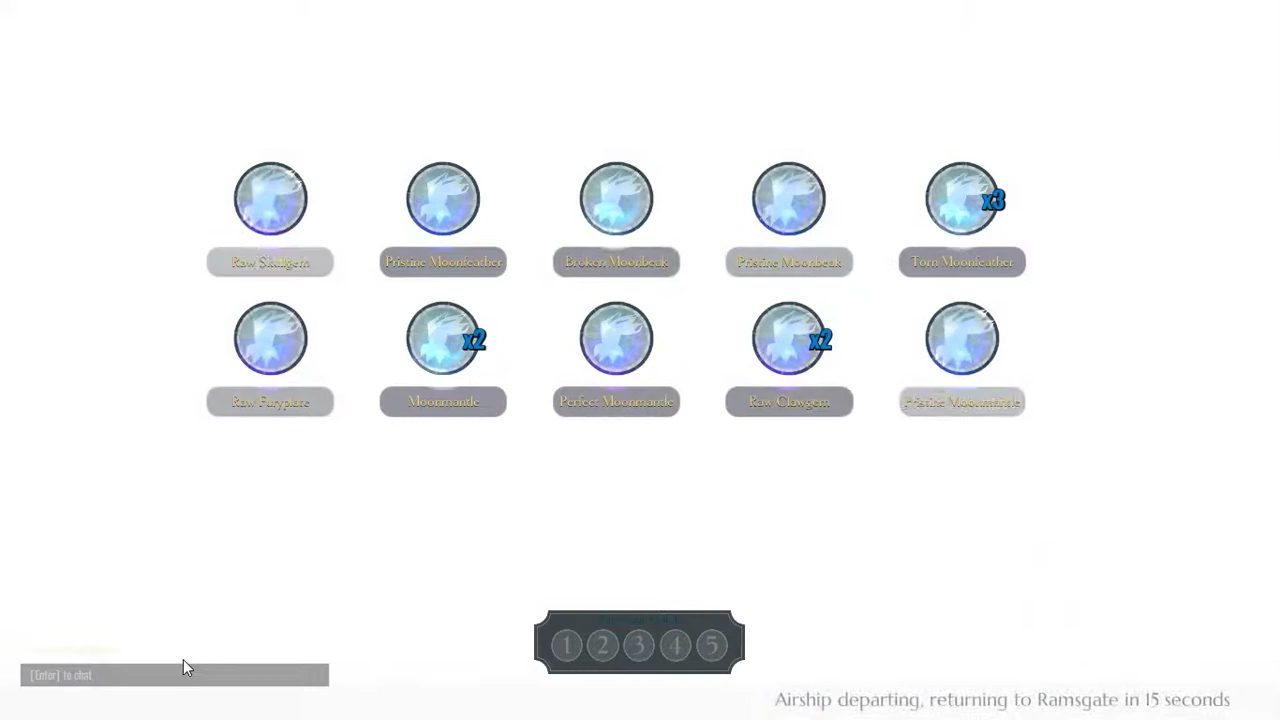 x3
Raw Skullgem
Pristine Moonfeather
Broken Moonbeak
Pristine Moonbeak
Torn Moonfeather
x2
x2
Raw Furyplate
Moonmantle
Perfect Moonmantle
Raw Clawgem
Pristine Moonmantle
1 2 3 4 5
[Enter] to chat
Airship departing, returning to Ramsgate in 15 seconds